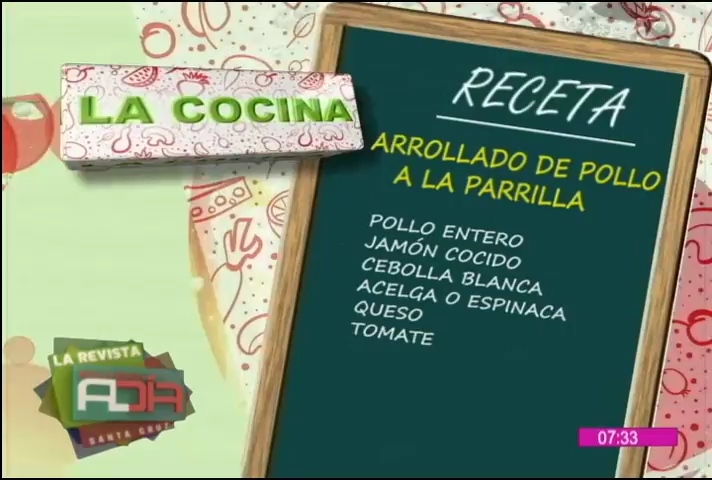 LA COCINA
RECETA
ARROLLADO DE POLLO
A LA PARRILLA
POLLO ENTERO
JAMÓN COCIDO
CEBOLLA BLANCA
ACELGA O ESPINACA
QUESO
TOMATE
LA REVISTA
ALDÍA
SANTA CRUZ
07:33